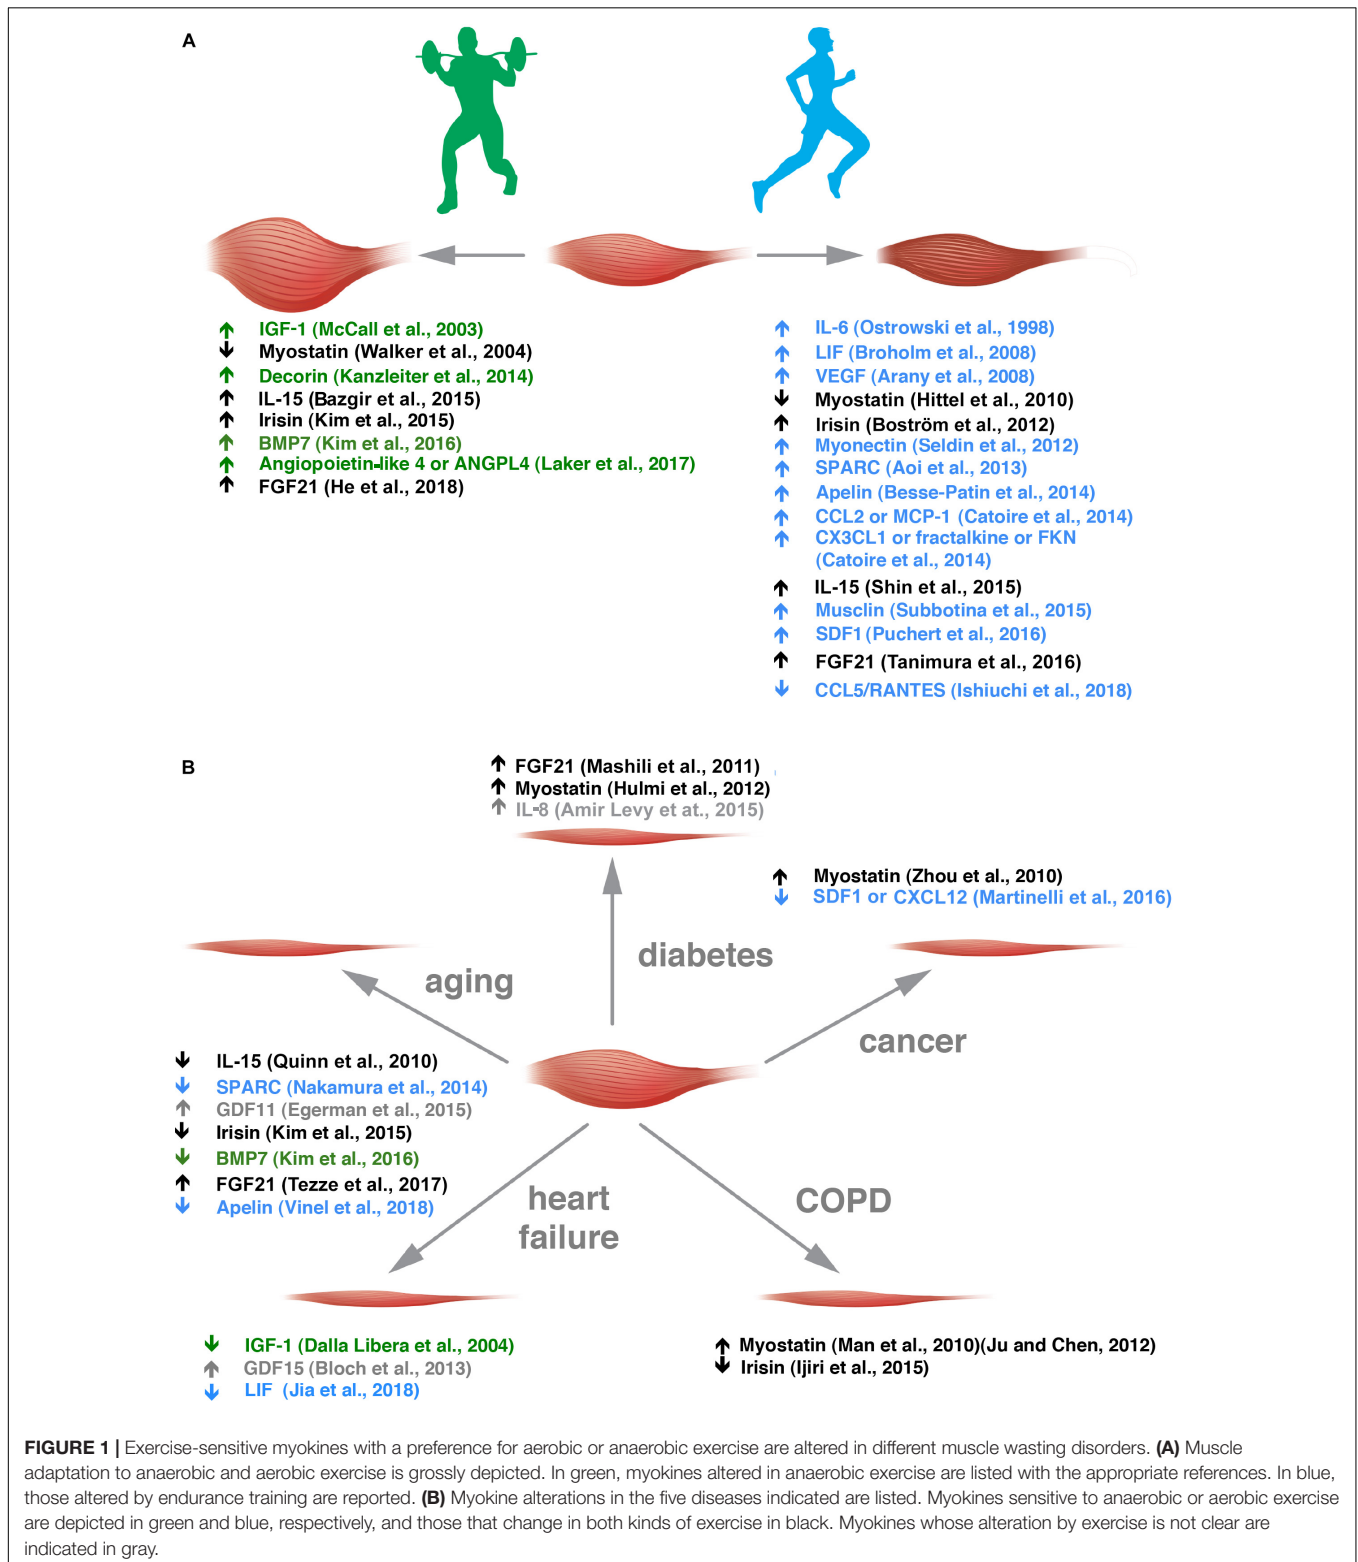 A
IGF-1 (McCall et al., 2003)
Myostatin (Walker et al., 2004)
Decorin (Kanzleiter et al., 2014)
IL-15 (Bazgir et al., 2015)
Irisin (Kim et al., 2015)
BMP7 (Kim et al., 2016)
Angiopoietin-like 4 or ANGPL4 (Laker et al., 2017)
FGF21 (He et al., 2018)
IL-6 (Ostrowski et al., 1998)
LIF (Broholm et al., 2008)
VEGF (Arany et al., 2008)
Myostatin (Hittel et al., 2010)
Irisin (Boström et al., 2012)
Myonectin (Seldin et al., 2012)
SPARC (Aoi et al., 2013)
Apelin (Besse-Patin et al., 2014)
CCL2 or MCP-1 (Catoire et al., 2014)
CX3CL1 or fractalkine or FKN
(Catoire et al., 2014)
IL-15 (Shin et al., 2015)
Musclin (Subbotina et al., 2015)
SDF1 (Puchert et al., 2016)
FGF21 (Tanimura et al., 2016)
CCL5/RANTES (Ishiuchi et al., 2018)
B
FGF21 (Mashili et al., 2011)
Myostatin (Hulmi et al., 2012)
IL-8 (Amir Levy et at., 2015)
Myostatin (Zhou et al., 2010)
SDF1 or CXCL12 (Martinelli et al., 2016)
diabetes
aging
cancer
IL-15 (Quinn et al., 2010)
SPARC (Nakamura et al., 2014)
GDF11 (Egerman et al., 2015)
Irisin (Kim et al., 2015)
BMP7 (Kim et al., 2016)
FGF21 (Tezze et al., 2017)
Apelin (Vinel et al., 2018)
heart
failure
COPD
IGF-1 (Dalla Libera et al., 2004)
GDF15 (Bloch et al., 2013)
LIF (Jia et al., 2018)
Myostatin (Man et al., 2010)(Ju and Chen, 2012)
Irisin (Ijiri et al., 2015)
FIGURE 1 | Exercise-sensitive myokines with a preference for aerobic or anaerobic exercise are altered in different muscle wasting disorders. (A) Muscle
adaptation to anaerobic and aerobic exercise is grossly depicted. In green, myokines altered in anaerobic exercise are listed with the appropriate references. In blue,
those altered by endurance training are reported. (B) Myokine alterations in the five diseases indicated are listed. Myokines sensitive to anaerobic or aerobic exercise
are depicted in green and blue, respectively, and those that change in both kinds of exercise in black. Myokines whose alteration by exercise is not clear are
indicated in gray.